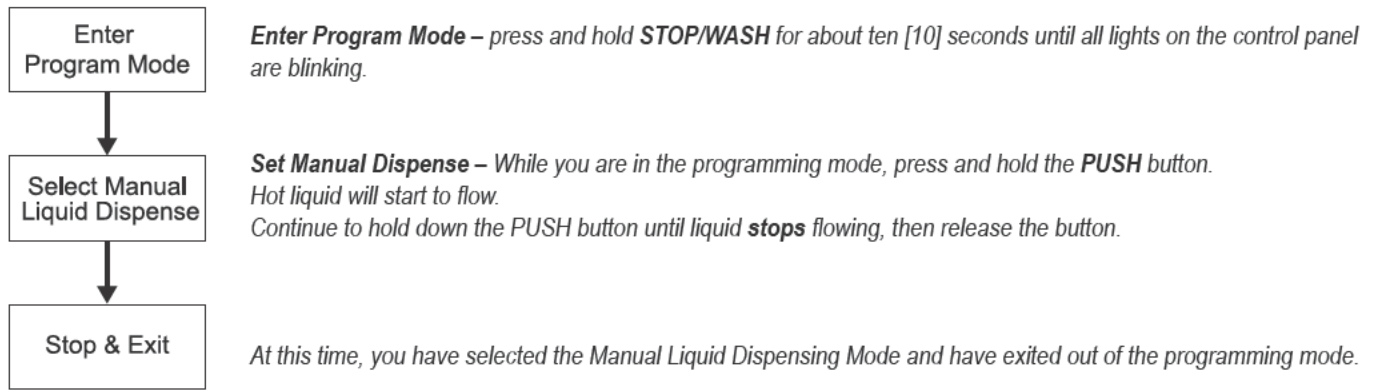 Enter
Program Mode
Enter Program Mode – press and hold STOP/WASH for about ten [10] seconds until all lights on the control panel
are blinking.
Select Manual
Liquid Dispense
Set Manual Dispense – While you are in the programming mode, press and hold the PUSH button.
Hot liquid will start to flow.
Continue to hold down the PUSH button until liquid stops flowing, then release the button.
Stop & Exit
At this time, you have selected the Manual Liquid Dispensing Mode and have exited out of the programming mode.